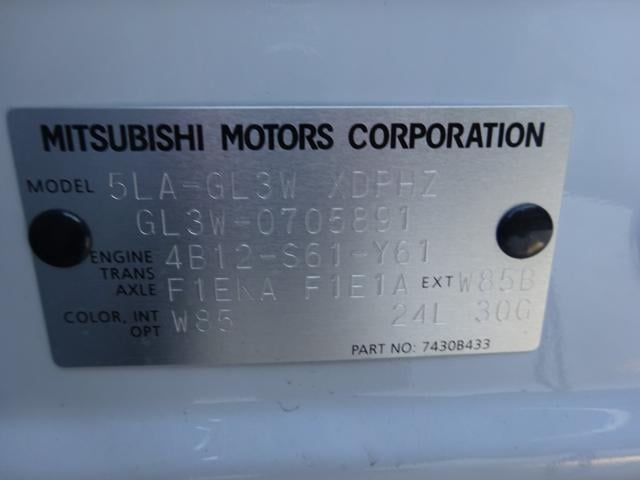 MITSUBISHI MOTORS CORPORATION
MODEL 5LA-GL3W /XDPHZ
GL3W-0705891
ENGINE 4B12-S61-Y61
TRANS AXLE F1EKA F1E1A EXT W85B
COLOR, INT OPT W85 24L 30G
PART NO: 7430B433